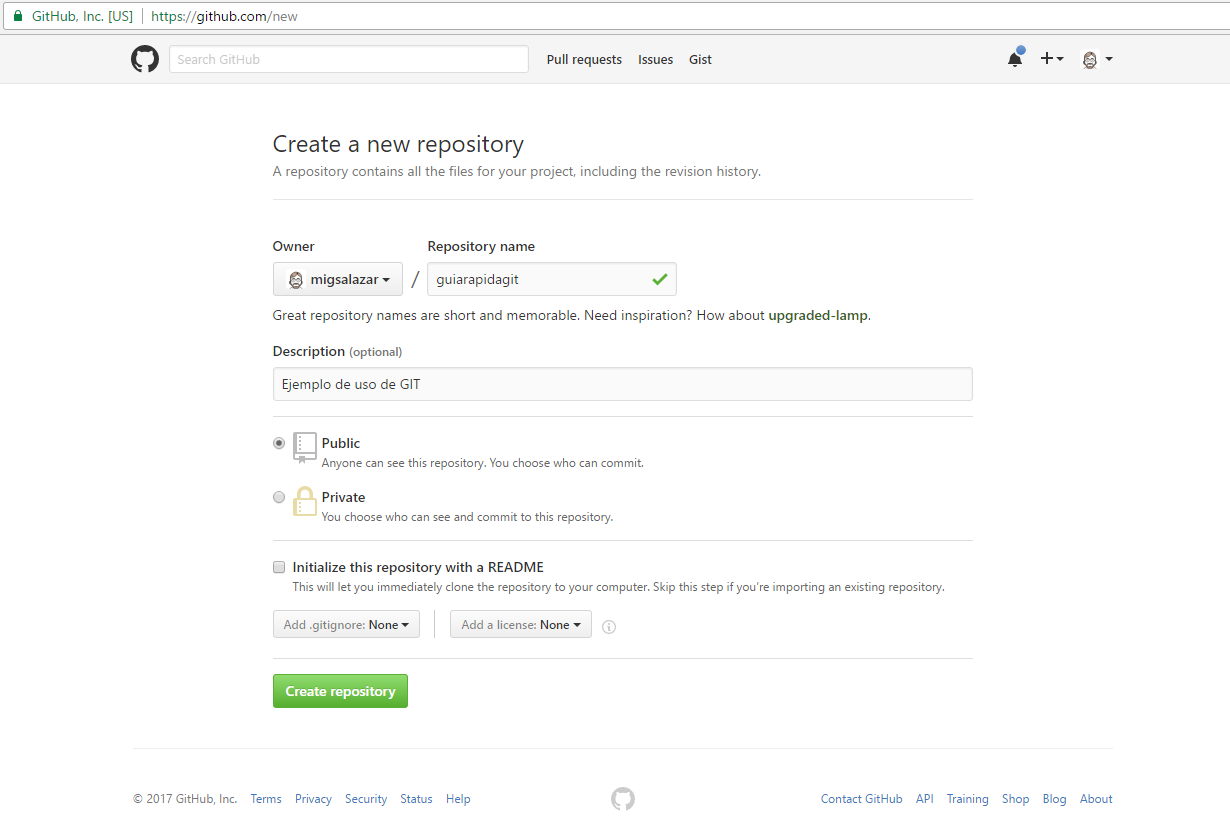 GitHub, Inc. [US] https://github.com/new
Search GitHub Pull requests Issues Gist
Create a new repository
A repository contains all the files for your project, including the revision history.
Owner Repository name
migsalazar / guiarapidagit
Great repository names are short and memorable. Need inspiration? How about upgraded-lamp.
Description (optional)
Ejemplo de uso de GIT
Public
Anyone can see this repository. You choose who can commit.
Private
You choose who can see and commit to this repository.
Initialize this repository with a README
This will let you immediately clone the repository to your computer. Skip this step if you're importing an existing repository.
Add .gitignore: None Add a license: None
Create repository
© 2017 GitHub, Inc. Terms Privacy Security Status Help Contact GitHub API Training Shop Blog About